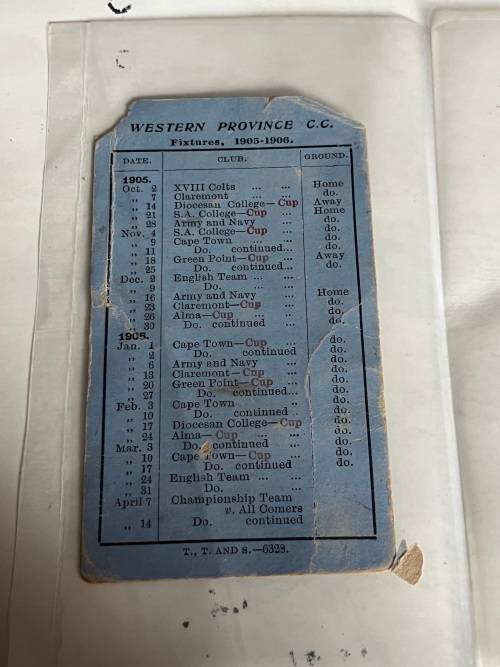 WESTERN PROVINCE C.C.
Fixtures, 1905-1906.
DATE. CLUB. GROUND.
1905.
Oct. 2 XVIII Colts ... ... Home
,, 7 Claremont ... ... do.
,, 14 Diocesan College—Cup Away
,, 21 S.A. College—Cup ... Home
,, 28 Army and Navy ... do.
Nov. 4 S.A. College—Cup ... do.
,, 9 Cape Town ... ... do.
,, 11 Do. continued... do.
,, 18 Green Point—Cup ... Away
,, 25 Do. continued... do.
Dec. 2 English Team ... ...
,, 9 Do. ... ...
,, 16 Army and Navy ... Home
,, 23 Claremont—Cup ... do.
,, 26 Alma—Cup ... ... do.
,, 30 Do. continued ... do.
1906.
Jan. 1 Cape Town—Cup ... do.
,, 2 Do. continued do.
,, 6 Army and Navy ... do.
,, 13 Claremont—Cup ... do.
,, 20 Green Point—Cup ... do.
,, 27 Do. continued... do.
Feb. 3 Cape Town ... do.
,, 10 Do. continued .. do.
,, 17 Diocesan College—Cup do.
,, 24 Alma—Cup ... ... do.
Mar. 3 Do. continued do.
,, 10 Cape Town—Cup ... do.
,, 17 Do. continued do.
,, 24 English Team ... ...
,, 31 Do. ... ...
April 7 Championship Team
v. All Comers
,, 14 Do. continued
T., T. AND S.—6328.